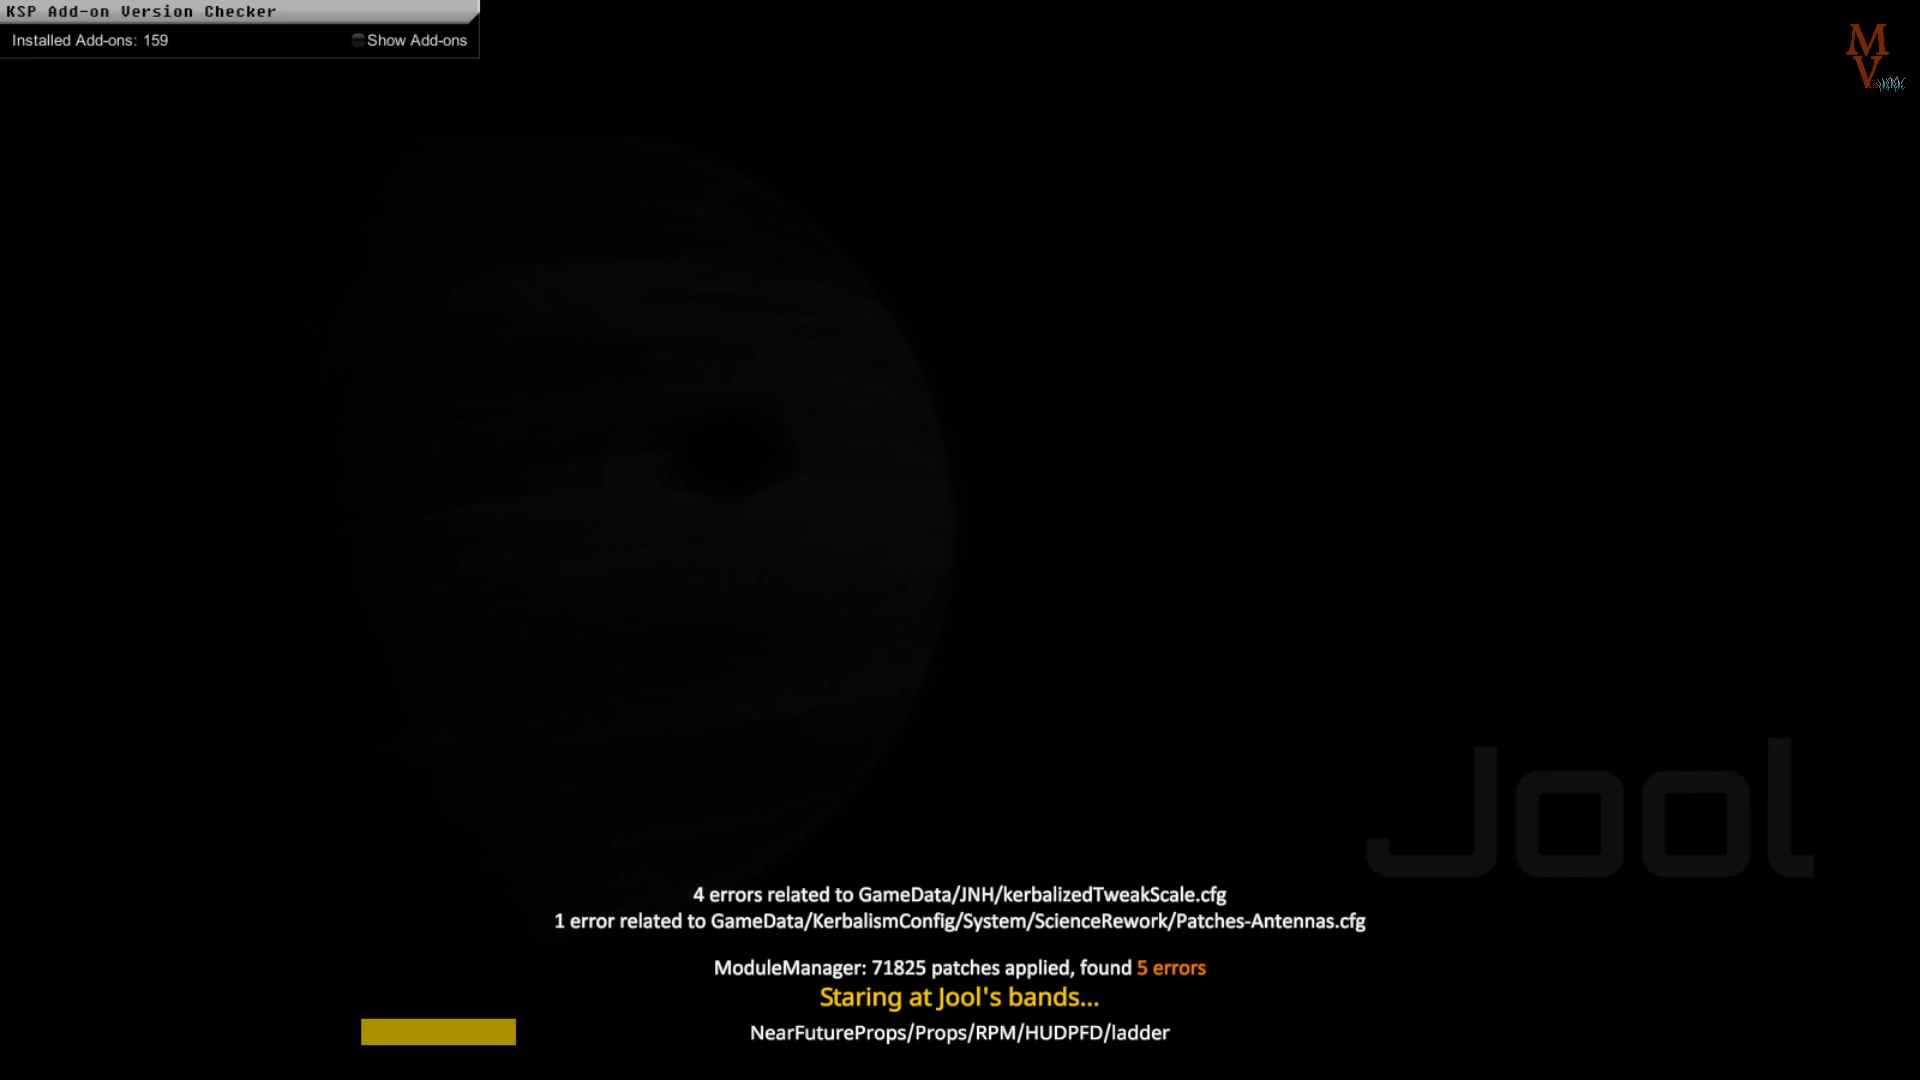 KSP Add-on Version Checker
Installed Add-ons: 159
Show Add-ons
M
V
Jool
4 errors related to GameData/JNH/kerbalizedTweakScale.cfg
1 error related to GameData/KerbalismConfig/System/ScienceRework/Patches-Antennas.cfg
ModuleManager: 71825 patches applied, found 5 errors
Staring at Jool's bands...
NearFutureProps/Props/RPM/HUDPFD/ladder